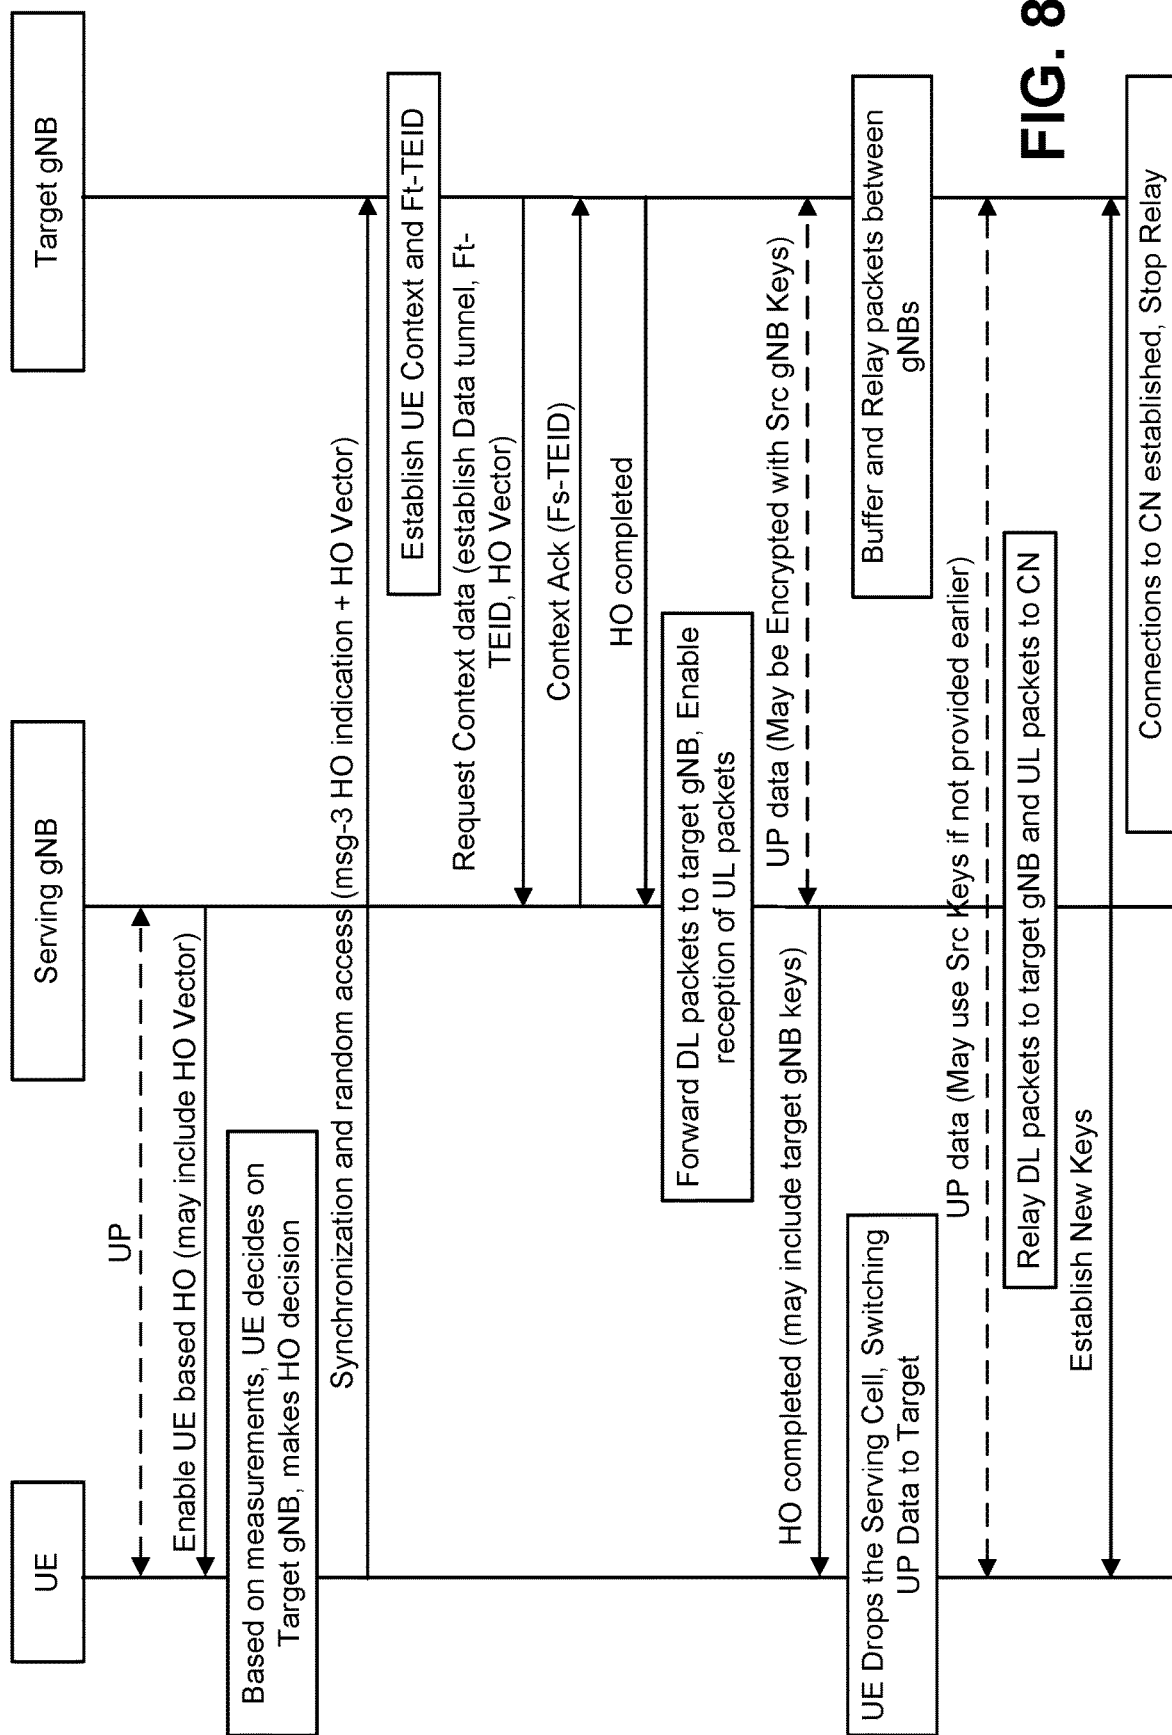 UE
Serving gNB
Target gNB
UP
Enable UE based HO (may include HO Vector)
Based on measurements, UE decides on
Target gNB, makes HO decision
Synchronization and random access (msg-3 HO indication + HO Vector)
Establish UE Context and Ft-TEID
Request Context data (establish Data tunnel, Ft-
TEID, HO Vector)
Context Ack (Fs-TEID)
HO completed
Forward DL packets to target gNB, Enable
reception of UL packets
UP data (May be Encrypted with Src gNB Keys)
HO completed (may include target gNB keys)
UE Drops the Serving Cell, Switching
UP Data to Target
Buffer and Relay packets between
gNBs
UP data (May use Src Keys if not provided earlier)
Relay DL packets to target gNB and UL packets to CN
Establish New Keys
Connections to CN established, Stop Relay
FIG. 8